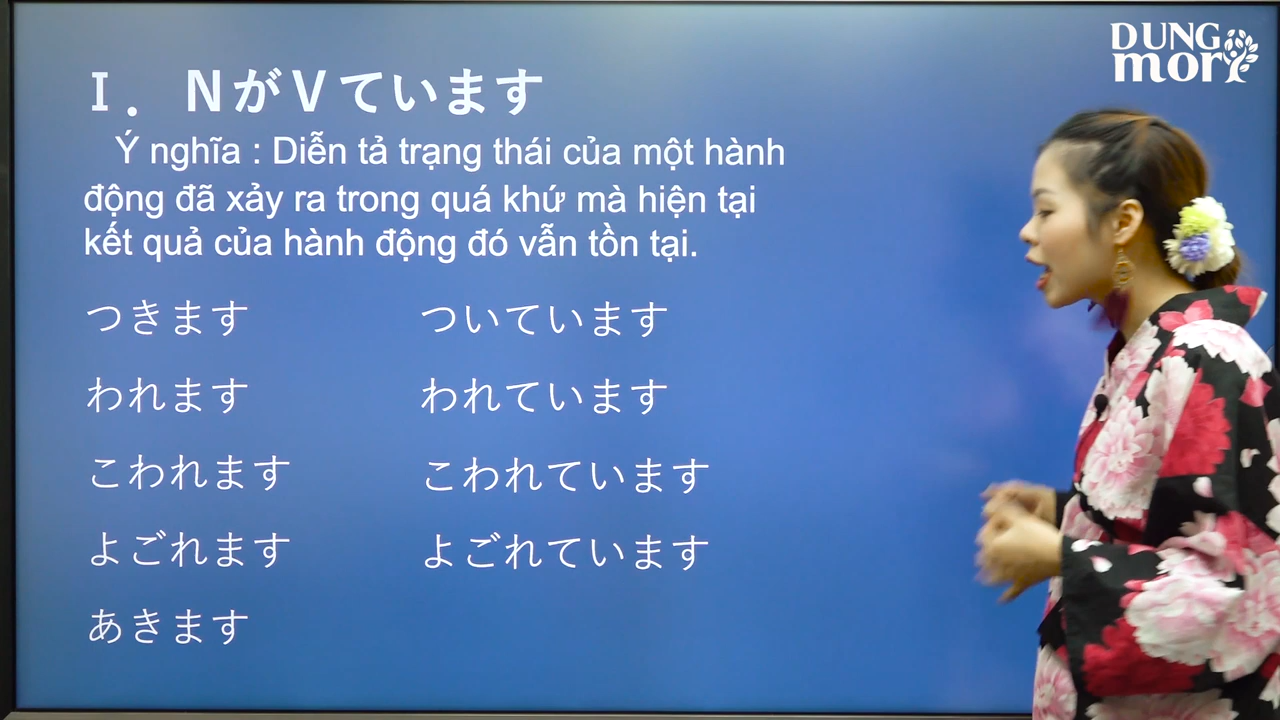 DUNG
mori
I. NがVています
Ý nghĩa : Diễn tả trạng thái của một hành
động đã xảy ra trong quá khứ mà hiện tại
kết quả của hành động đó vẫn tồn tại.
つきます ついています
われます われています
こわれます こわれています
よごれます よごれています
あきます